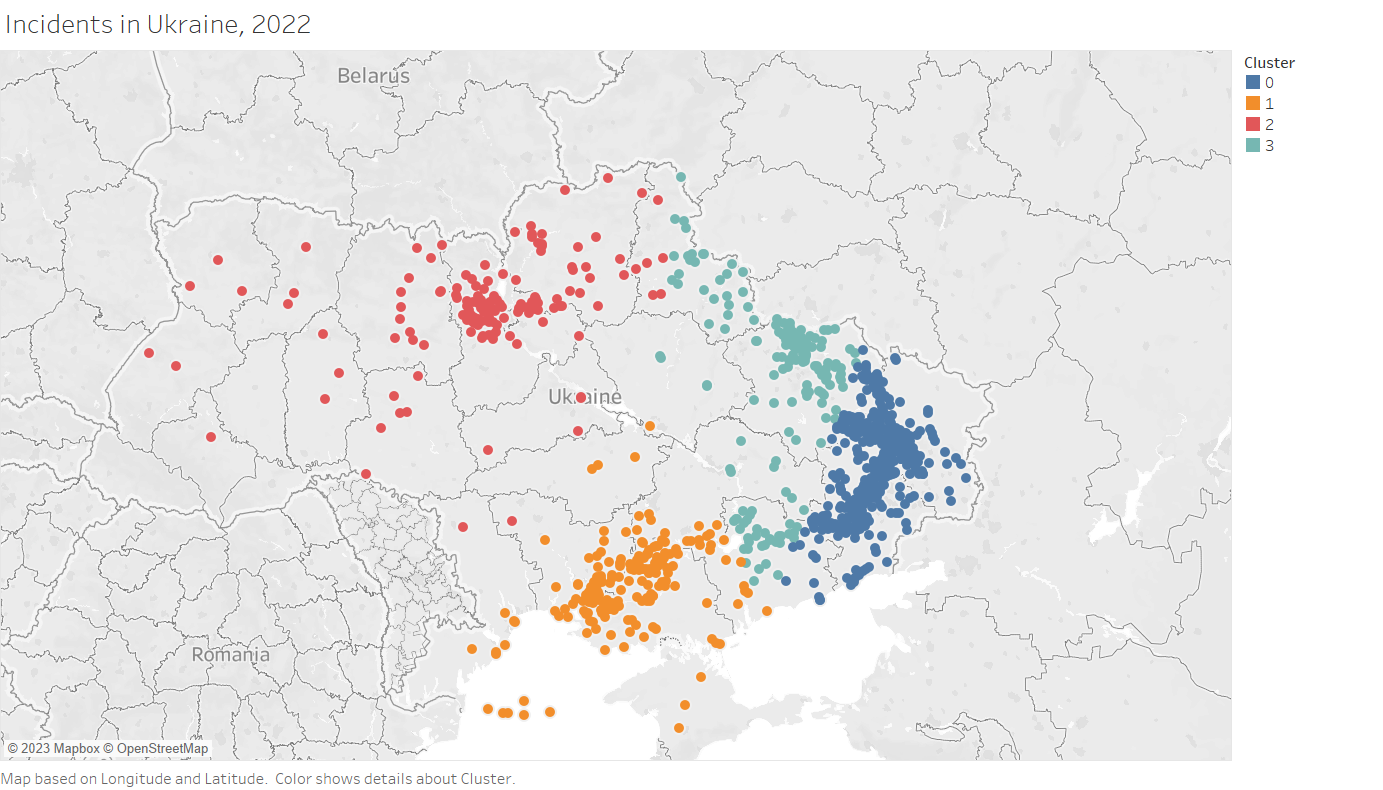 Incidents in Ukraine, 2022
Belarus
Cluster
0
1
2
3
Ukraine
Romania
© 2023 Mapbox © OpenStreetMap
Map based on Longitude and Latitude. Color shows details about Cluster.